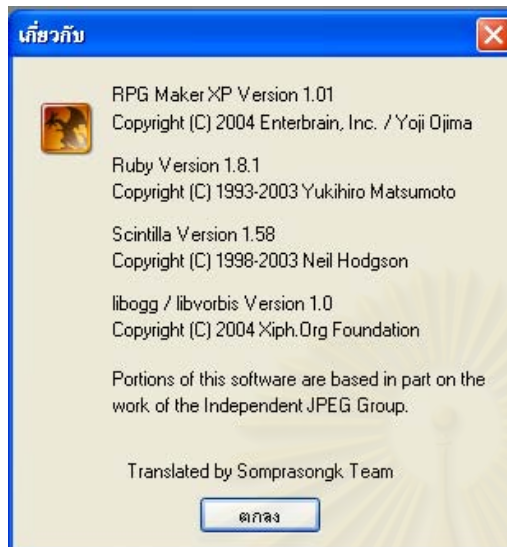 เกี่ยวกับ
RPG Maker XP Version 1.01
Copyright (C) 2004 Enterbrain, Inc. / Yoji Ojima
Ruby Version 1.8.1
Copyright (C) 1993-2003 Yukihiro Matsumoto
Scintilla Version 1.58
Copyright (C) 1998-2003 Neil Hodgson
libogg / libvorbis Version 1.0
Copyright (C) 2004 Xiph.Org Foundation
Portions of this software are based in part on the
work of the Independent JPEG Group.
Translated by Somprasongk Team
ตกลง